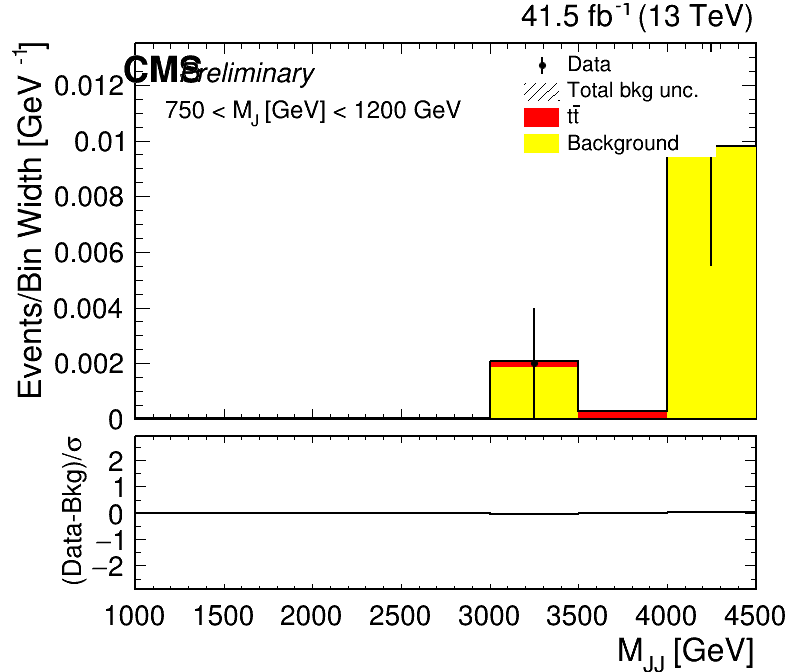 41.5 fb⁻¹ (13 TeV)
CMS Preliminary
750 < M_J [GeV] < 1200 GeV
Data
Total bkg unc.
tt̄
Background
Events/Bin Width [GeV⁻¹]
0.012
0.01
0.008
0.006
0.004
0.002
0
(Data-Bkg)/σ
2
1
0
−1
−2
1000 1500 2000 2500 3000 3500 4000 4500
M_JJ [GeV]